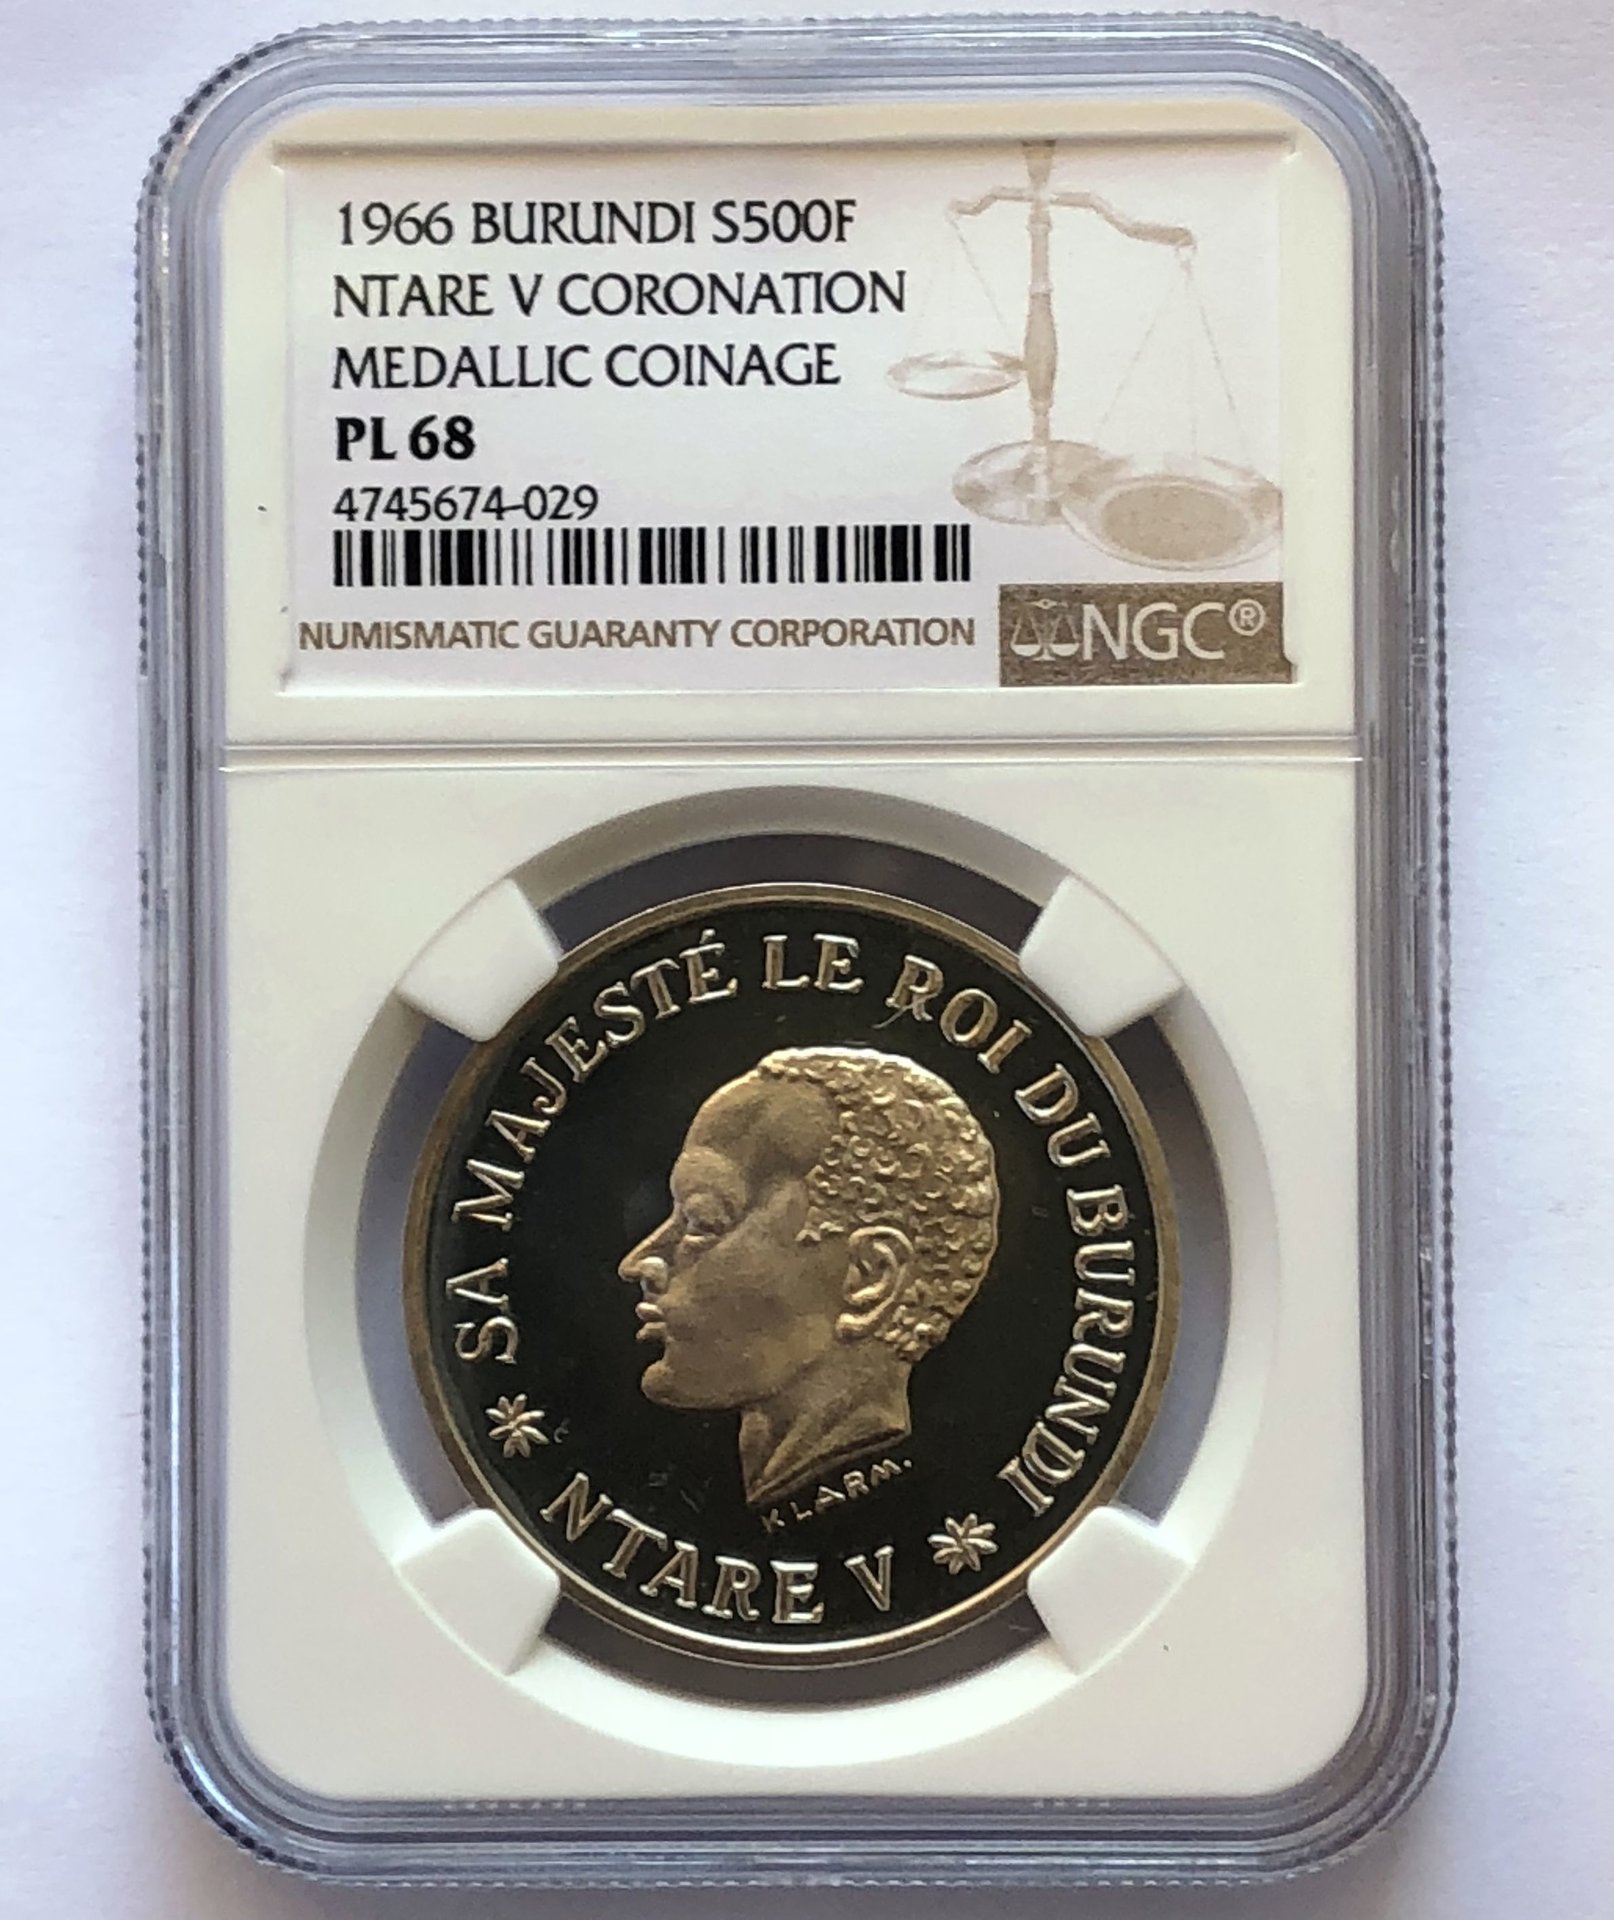 1966 BURUNDI S500F
NTARE V CORONATION
MEDALLIC COINAGE
PL 68
4745674-029
NUMISMATIC GUARANTY CORPORATION
NGC®
SA MAJESTÉ LE ROI DU BURUNDI
KLARM.
* NTARE V *